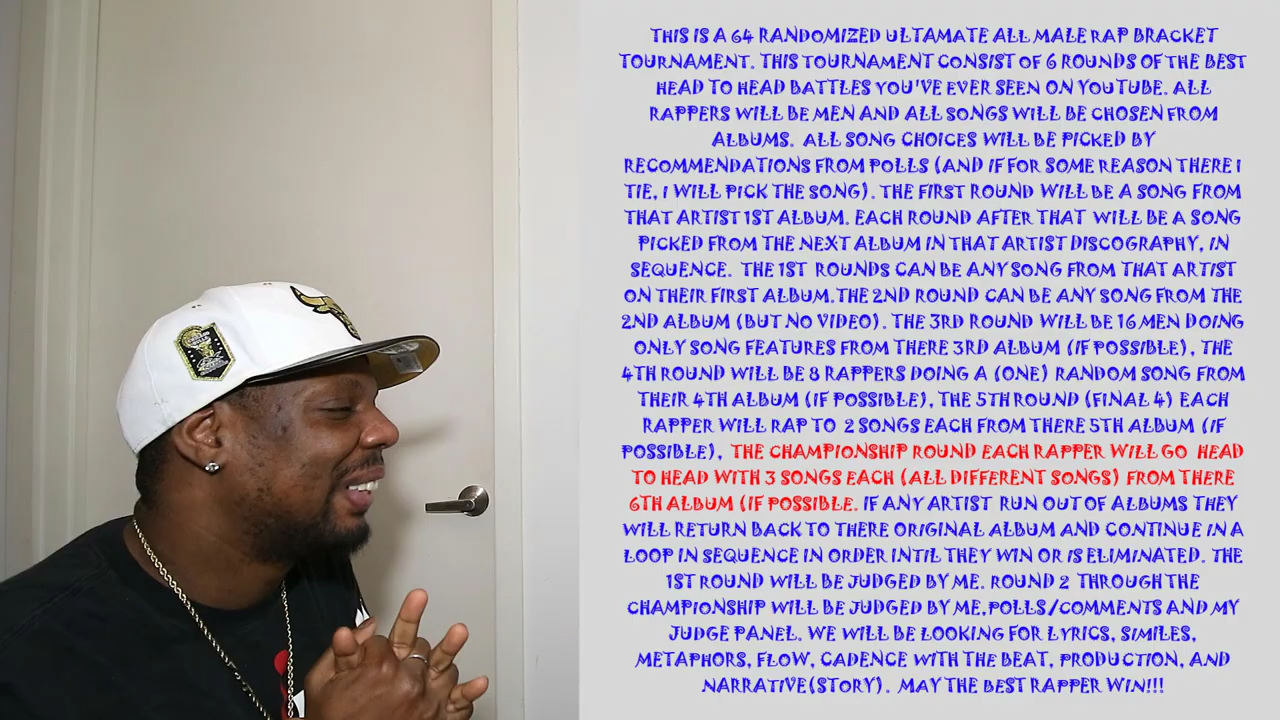 THIS IS A 64 RANDOMIZED ULTAMATE ALL MALE RAP BRACKET
TOURNAMENT. THIS TOURNAMENT CONSIST OF 6 ROUNDS OF THE BEST
HEAD TO HEAD BATTLES YOU'VE EVER SEEN ON YOUTUBE. ALL
RAPPERS WILL BE MEN AND ALL SONGS WILL BE CHOSEN FROM
ALBUMS. ALL SONG CHOICES WILL BE PICKED BY
RECOMMENDATIONS FROM POLLS (AND IF FOR SOME REASON THERE I
TIE, I WILL PICK THE SONG). THE FIRST ROUND WILL BE A SONG FROM
THAT ARTIST 1ST ALBUM. EACH ROUND AFTER THAT WILL BE A SONG
PICKED FROM THE NEXT ALBUM IN THAT ARTIST DISCOGRAPHY, IN
SEQUENCE. THE 1ST ROUNDS CAN BE ANY SONG FROM THAT ARTIST
ON THEIR FIRST ALBUM.THE 2ND ROUND CAN BE ANY SONG FROM THE
2ND ALBUM (BUT NO VIDEO). THE 3RD ROUND WILL BE 16 MEN DOING
ONLY SONG FEATURES FROM THERE 3RD ALBUM (IF POSSIBLE), THE
4TH ROUND WILL BE 8 RAPPERS DOING A (ONE) RANDOM SONG FROM
THEIR 4TH ALBUM (IF POSSIBLE), THE 5TH ROUND (FINAL 4) EACH
RAPPER WILL RAP TO 2 SONGS EACH FROM THERE 5TH ALBUM (IF
POSSIBLE), THE CHAMPIONSHIP ROUND EACH RAPPER WILL GO HEAD
TO HEAD WITH 3 SONGS EACH (ALL DIFFERENT SONGS) FROM THERE
6TH ALBUM (IF POSSIBLE. IF ANY ARTIST RUN OUT OF ALBUMS THEY
WILL RETURN BACK TO THERE ORIGINAL ALBUM AND CONTINUE IN A
LOOP IN SEQUENCE IN ORDER INTIL THEY WIN OR IS ELIMINATED. THE
1ST ROUND WILL BE JUDGED BY ME. ROUND 2 THROUGH THE
CHAMPIONSHIP WILL BE JUDGED BY ME,POLLS/COMMENTS AND MY
JUDGE PANEL. WE WILL BE LOOKING FOR LYRICS, SIMILES,
METAPHORS, FLOW, CADENCE WITH THE BEAT, PRODUCTION, AND
NARRATIVE(STORY). MAY THE BEST RAPPER WIN!!!